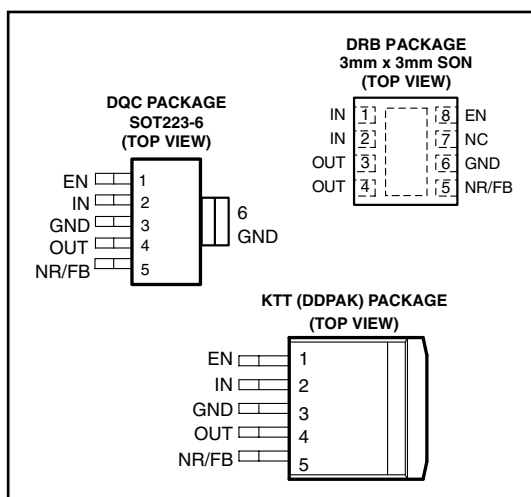 DRB PACKAGE
3mm x 3mm SON
(TOP VIEW)
IN 1 8 EN
IN 2 7 NC
OUT 3 6 GND
OUT 4 5 NR/FB
DQC PACKAGE
SOT223-6
(TOP VIEW)
EN 1
IN 2
GND 3
OUT 4
NR/FB 5
6
GND
KTT (DDPAK) PACKAGE
(TOP VIEW)
EN 1
IN 2
GND 3
OUT 4
NR/FB 5